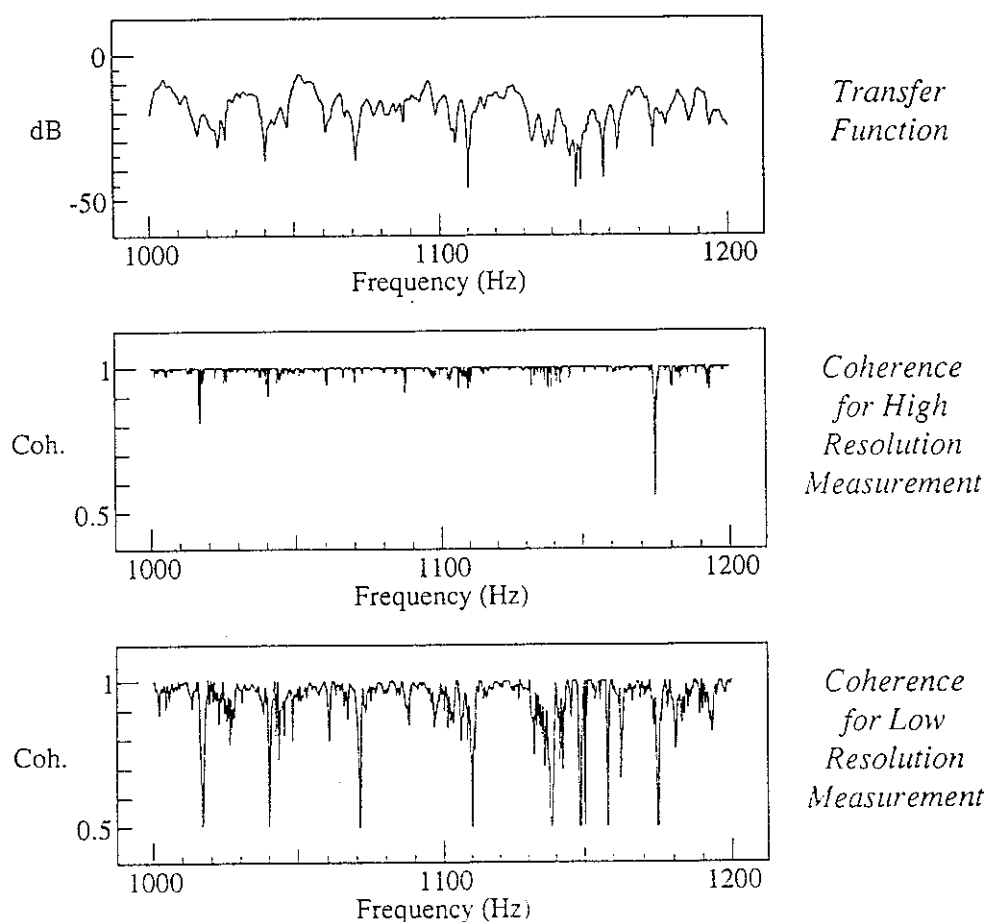 0
dB
-50
1000
1100
1200
Frequency (Hz)
Transfer
Function
1
Coh.
0.5
1000
1100
1200
Frequency (Hz)
Coherence
for High
Resolution
Measurement
1
Coh.
0.5
1000
1100
1200
Frequency (Hz)
Coherence
for Low
Resolution
Measurement